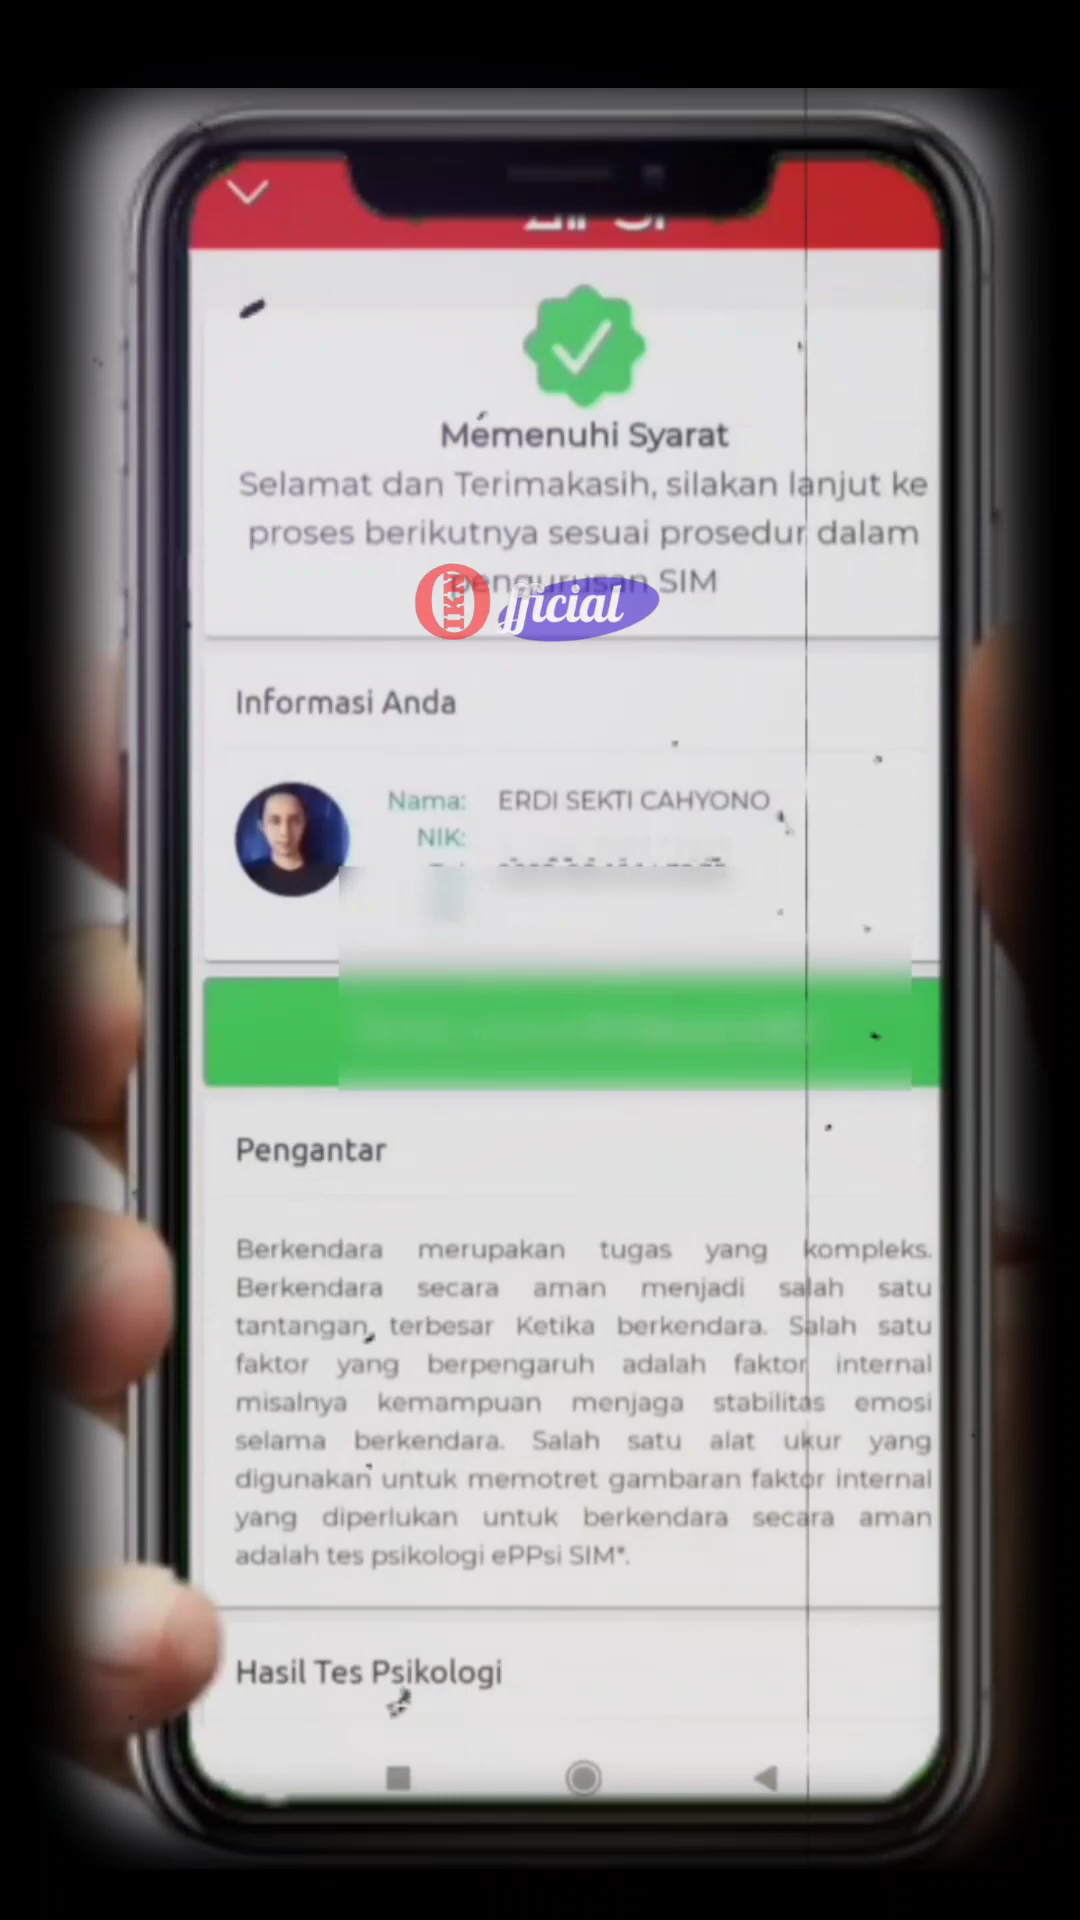 Memenuhi Syarat
Selamat dan Terimakasih, silakan lanjut ke
proses berikutnya sesuai prosedur dalam
pengurusan SIM
OIKY Official
Informasi Anda
Nama: ERDI SEKTI CAHYONO
NIK:
Pengantar
Berkendara merupakan tugas yang kompleks.
Berkendara secara aman menjadi salah satu
tantangan terbesar Ketika berkendara. Salah satu
faktor yang berpengaruh adalah faktor internal
misalnya kemampuan menjaga stabilitas emosi
selama berkendara. Salah satu alat ukur yang
digunakan untuk memotret gambaran faktor internal
yang diperlukan untuk berkendara secara aman
adalah tes psikologi ePPsi SIM*.
Hasil Tes Psikologi